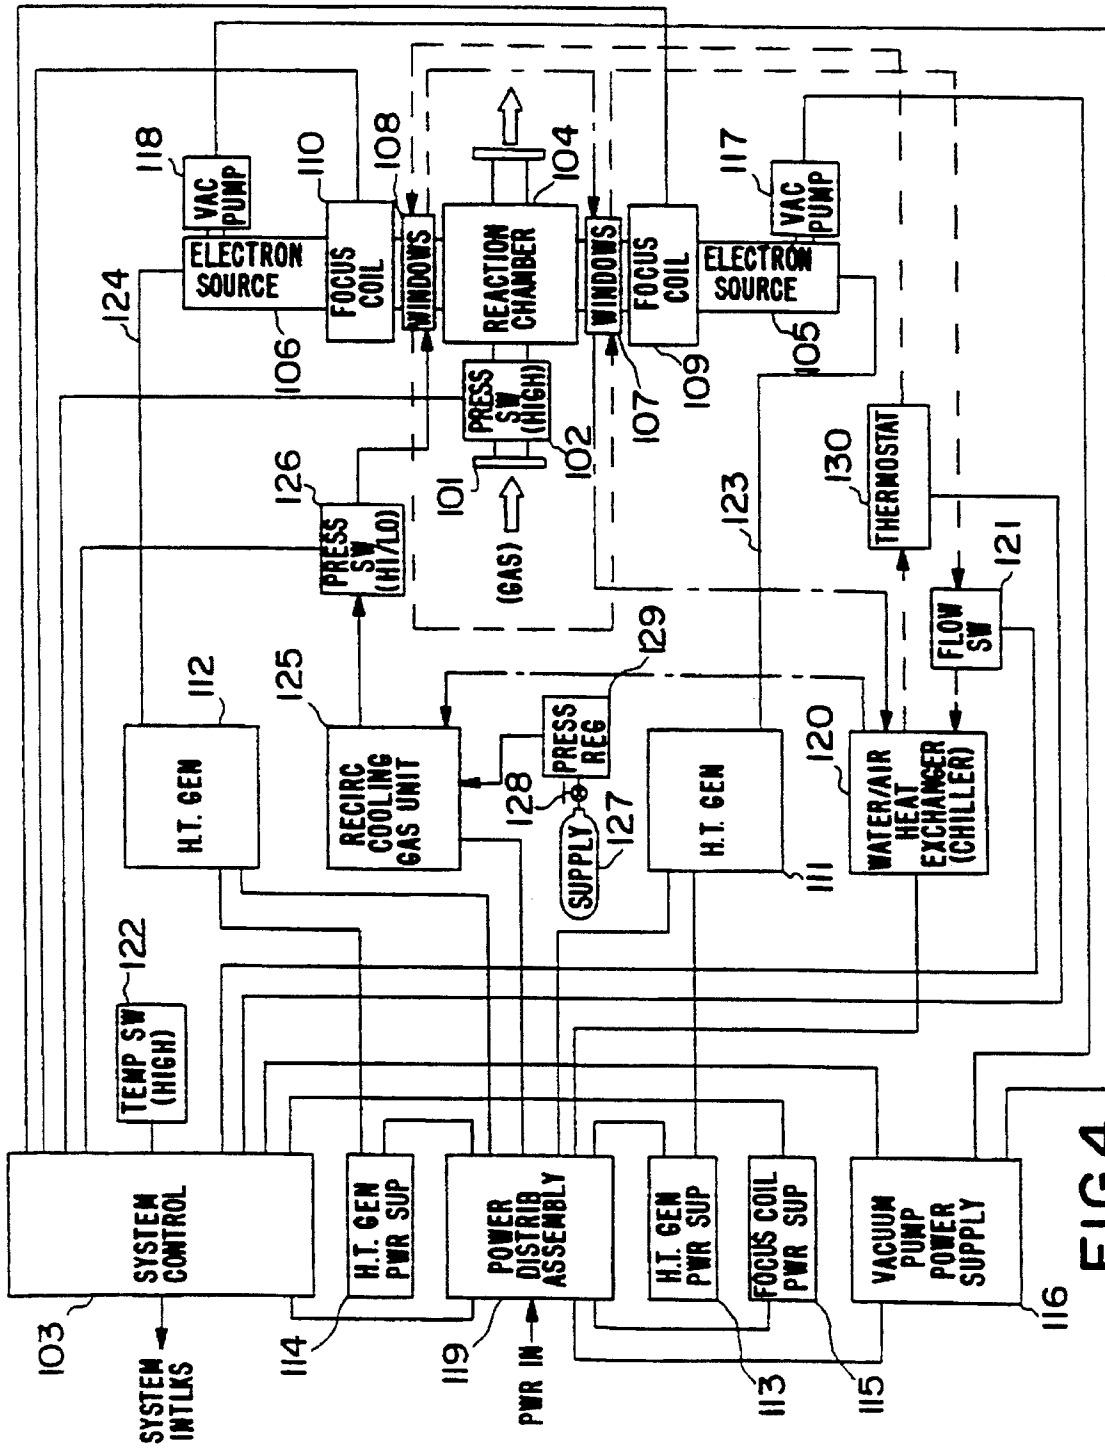 103
SYSTEM
CONTROL
SYSTEM
INTLKS
TEMP SW
(HIGH)
122
H.T. GEN
112
124
ELECTRON
SOURCE
106
VAC
PUMP
118
114
H.T. GEN
PWR SUP
RECIRC
COOLING
GAS UNIT
125
PRESS
SW
(HI/LO)
126
FOCUS
COIL
110
WINDOWS
108
119
POWER
DISTRIB
ASSEMBLY
PWR IN
SUPPLY
127
128
PRESS
REG
129
(GAS)
101
PRESS
SW
(HIGH)
102
REACTION
CHAMBER
104
WINDOWS
107
FOCUS
COIL
109
113
H.T. GEN
PWR SUP
H.T. GEN
111
123
ELECTRON
SOURCE
105
VAC
PUMP
117
115
FOCUS COIL
PWR SUP
120
WATER/AIR
HEAT
EXCHANGER
(CHILLER)
THERMOSTAT
130
FLOW
SW
121
VACUUM
PUMP
POWER
SUPPLY
116
FIG4